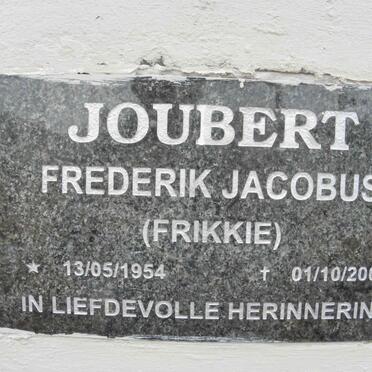 JOUBERT
FREDERIK JACOBUS
(FRIKKIE)
* 13/05/1954 † 01/10/200
IN LIEFDEVOLLE HERINNERIN